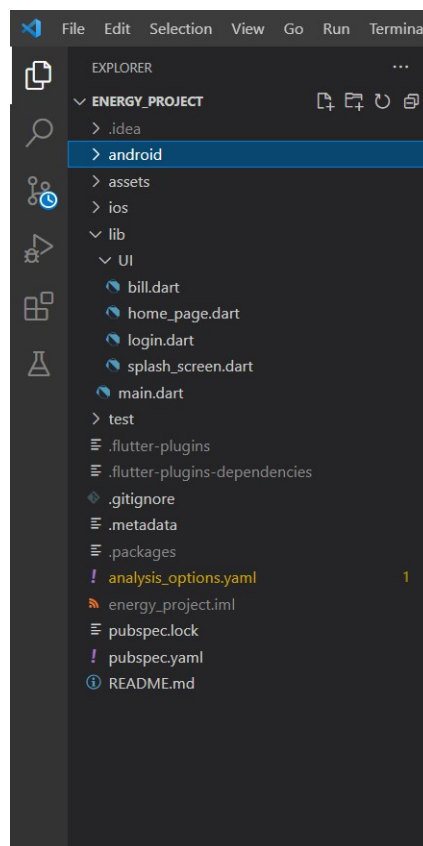 File Edit Selection View Go Run Termina
EXPLORER
ENERGY_PROJECT
.idea
android
assets
ios
lib
UI
bill.dart
home_page.dart
login.dart
splash_screen.dart
main.dart
test
.flutter-plugins
.flutter-plugins-dependencies
.gitignore
.metadata
.packages
analysis_options.yaml 1
energy_project.iml
pubspec.lock
pubspec.yaml
README.md